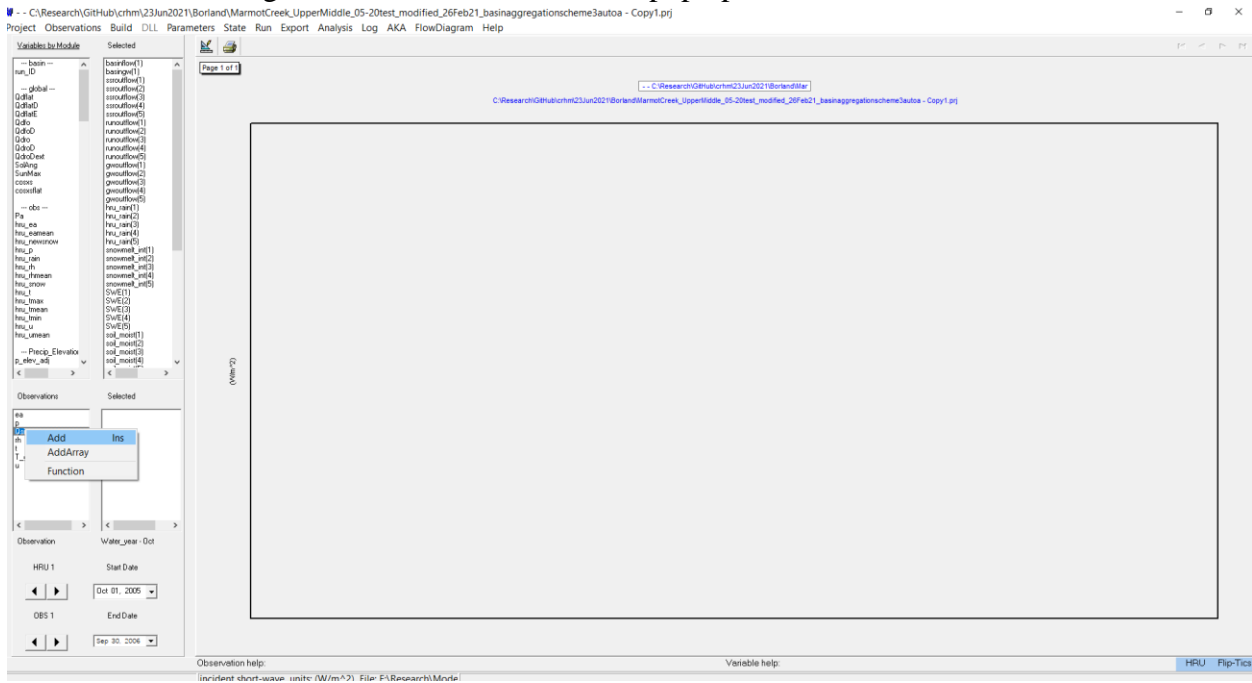 - - C:\Research\GitHub\crhm\23Jun2021\Borland\MarmotCreek_UpperMiddle_05-20test_modified_26Feb21_basinaggregationscheme3autoa - Copy1.prj
Project Observations Build DLL Parameters State Run Export Analysis Log AKA FlowDiagram Help
Variables by Module
--- basin ---
run_ID
--- global ---
Qdflat
QdflatD
QdflatE
Qdfo
QdfoD
Qdro
QdroD
QdroDext
SolAng
SunMax
cosxs
cosxsflat
--- obs ---
Pa
hru_ea
hru_eamean
hru_newsnow
hru_p
hru_rain
hru_rh
hru_rhmean
hru_snow
hru_t
hru_tmax
hru_tmean
hru_tmin
hru_u
hru_umean
--- Precip_Elevatio
p_elev_adj
Selected
basinflow(1)
basingw(1)
ssroutflow(1)
ssroutflow(2)
ssroutflow(3)
ssroutflow(4)
ssroutflow(5)
runoutflow(1)
runoutflow(2)
runoutflow(3)
runoutflow(4)
runoutflow(5)
gwoutflow(1)
gwoutflow(2)
gwoutflow(3)
gwoutflow(4)
gwoutflow(5)
hru_rain(1)
hru_rain(2)
hru_rain(3)
hru_rain(4)
hru_rain(5)
snowmelt_int(1)
snowmelt_int(2)
snowmelt_int(3)
snowmelt_int(4)
snowmelt_int(5)
SWE(1)
SWE(2)
SWE(3)
SWE(4)
SWE(5)
soil_moist(1)
soil_moist(2)
soil_moist(3)
soil_moist(4)
Page 1 of 1
- - C:\Research\GitHub\crhm\23Jun2021\Borland\Mar
C:\Research\GitHub\crhm\23Jun2021\Borland\MarmotCreek_UpperMiddle_05-20test_modified_26Feb21_basinaggregationscheme3autoa - Copy1.prj
(W/m^2)
Observations
Selected
ea
p
rh
t
u
Add Ins
AddArray
Function
Observation
Water_year - Oct
HRU 1
Start Date
Oct 01, 2005
OBS 1
End Date
Sep 30, 2006
Observation help:
Variable help:
HRU
Flip-Tics
incident short-wave, units: (W/m^2) File: F:\Research\Mode